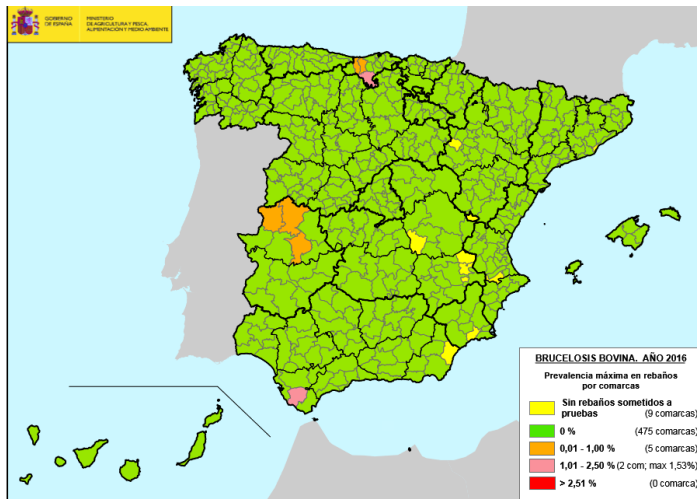 GOBIERNO
DE ESPAÑA
MINISTERIO
DE AGRICULTURA Y PESCA,
ALIMENTACIÓN Y MEDIO AMBIENTE
BRUCELOSIS BOVINA. AÑO 2016
Prevalencia máxima en rebaños
por comarcas
Sin rebaños sometidos a
pruebas (9 comarcas)
0 % (475 comarcas)
0,01 - 1,00 % (5 comarcas)
1,01 - 2,50 % (2 com; max 1,53%)
> 2,51 % (0 comarca)